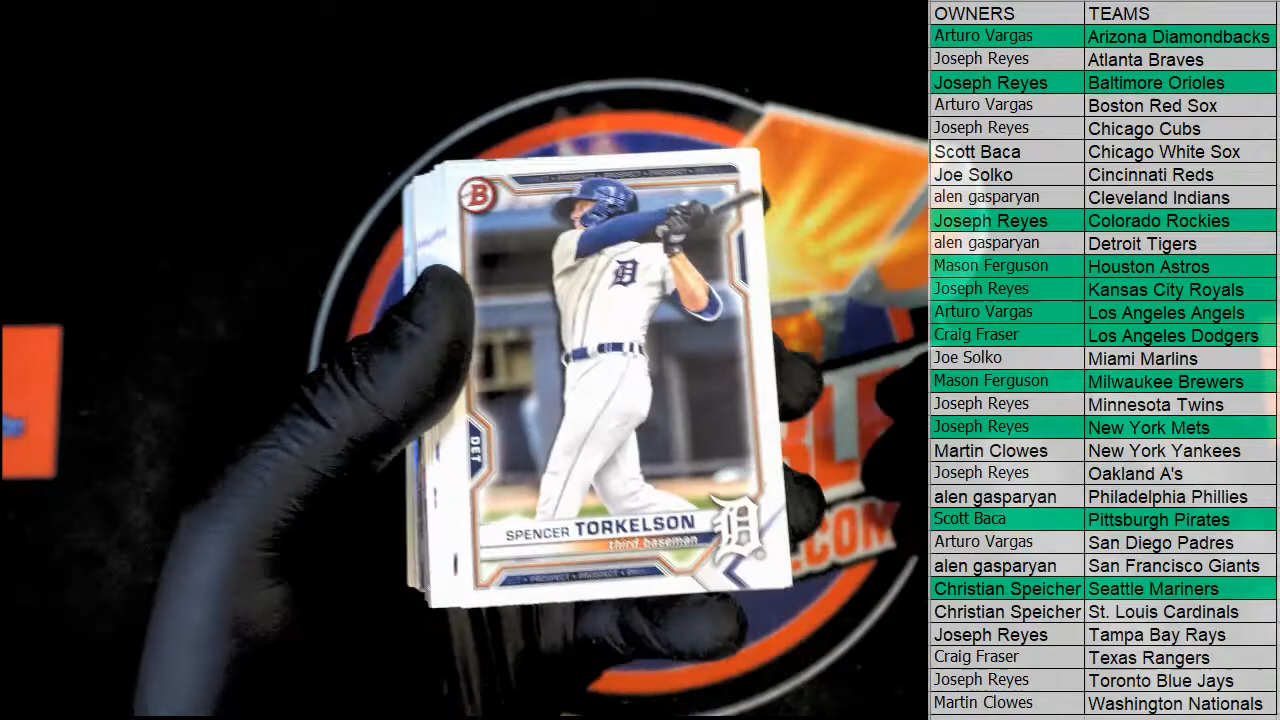 B
SPENCER TORKELSON
third baseman
DET
PROSPECT PROSPECT
.COM
OWNERS TEAMS
Arturo Vargas Arizona Diamondbacks
Joseph Reyes Atlanta Braves
Joseph Reyes Baltimore Orioles
Arturo Vargas Boston Red Sox
Joseph Reyes Chicago Cubs
Scott Baca Chicago White Sox
Joe Solko Cincinnati Reds
alen gasparyan Cleveland Indians
Joseph Reyes Colorado Rockies
alen gasparyan Detroit Tigers
Mason Ferguson Houston Astros
Joseph Reyes Kansas City Royals
Arturo Vargas Los Angeles Angels
Craig Fraser Los Angeles Dodgers
Joe Solko Miami Marlins
Mason Ferguson Milwaukee Brewers
Joseph Reyes Minnesota Twins
Joseph Reyes New York Mets
Martin Clowes New York Yankees
Joseph Reyes Oakland A's
alen gasparyan Philadelphia Phillies
Scott Baca Pittsburgh Pirates
Arturo Vargas San Diego Padres
alen gasparyan San Francisco Giants
Christian Speicher Seattle Mariners
Christian Speicher St. Louis Cardinals
Joseph Reyes Tampa Bay Rays
Craig Fraser Texas Rangers
Joseph Reyes Toronto Blue Jays
Martin Clowes Washington Nationals